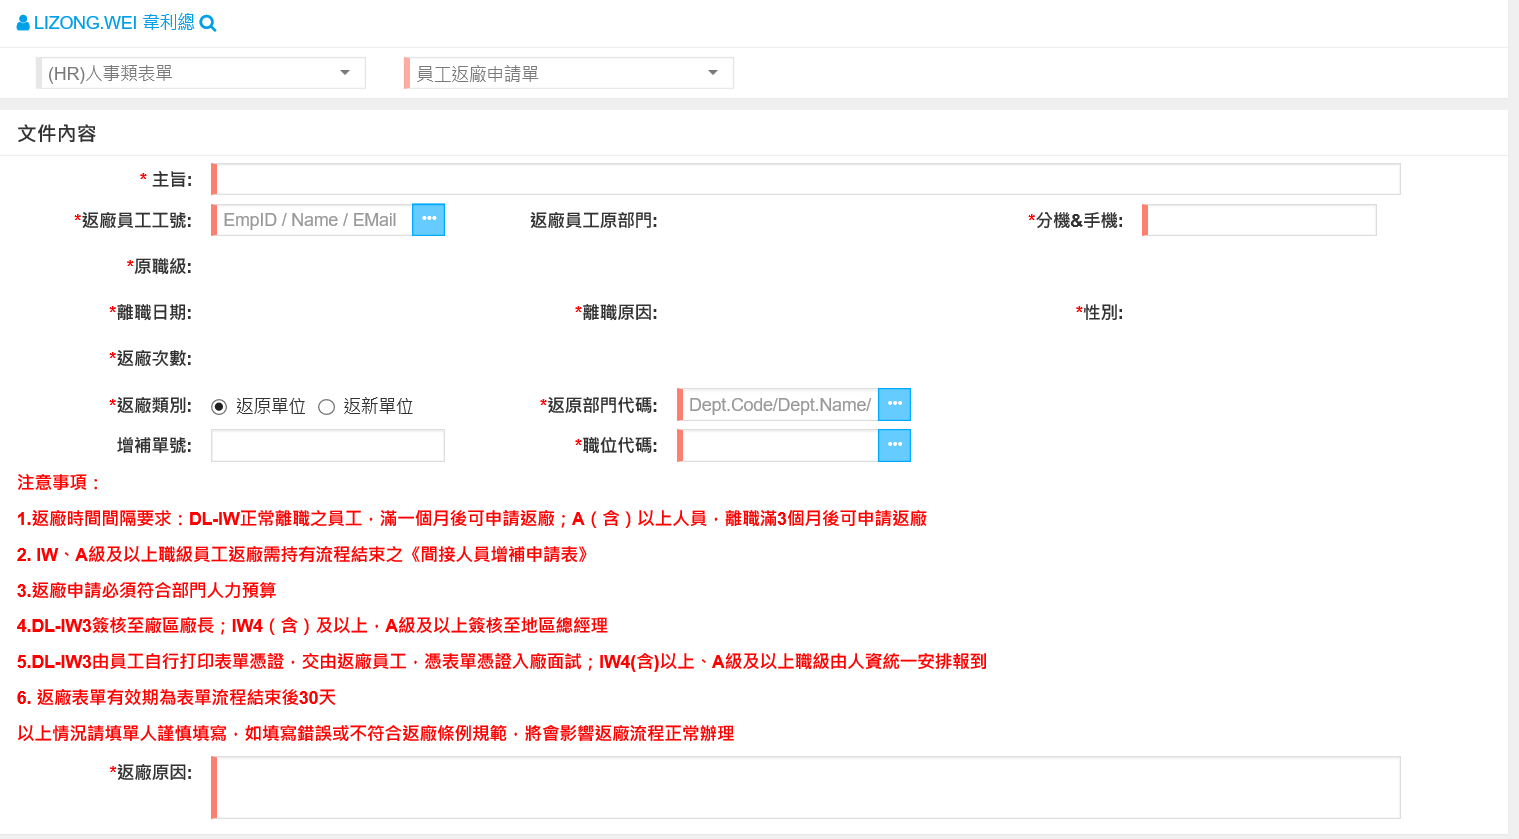 LIZONG.WEI 韋利總
(HR)人事類表單 員工返廠申請單
文件內容
* 主旨:
*返廠員工工號: EmpID / Name / EMail ••• 返廠員工原部門: *分機&手機:
*原職級:
*離職日期: *離職原因: *性別:
*返廠次數:
*返廠類別: 返原單位 返新單位 *返原部門代碼: Dept.Code/Dept.Name/ •••
增補單號: *職位代碼: •••
注意事項：
1.返廠時間間隔要求：DL-IW正常離職之員工，滿一個月後可申請返廠；A（含）以上人員，離職滿3個月後可申請返廠
2. IW、A級及以上職級員工返廠需持有流程結束之《間接人員增補申請表》
3.返廠申請必須符合部門人力預算
4.DL-IW3簽核至廠區廠長；IW4（含）及以上，A級及以上簽核至地區總經理
5.DL-IW3由員工自行打印表單憑證，交由返廠員工，憑表單憑證入廠面試；IW4(含)以上、A級及以上職級由人資統一安排報到
6. 返廠表單有效期為表單流程結束後30天
以上情況請填單人謹慎填寫，如填寫錯誤或不符合返廠條例規範，將會影響返廠流程正常辦理
*返廠原因: